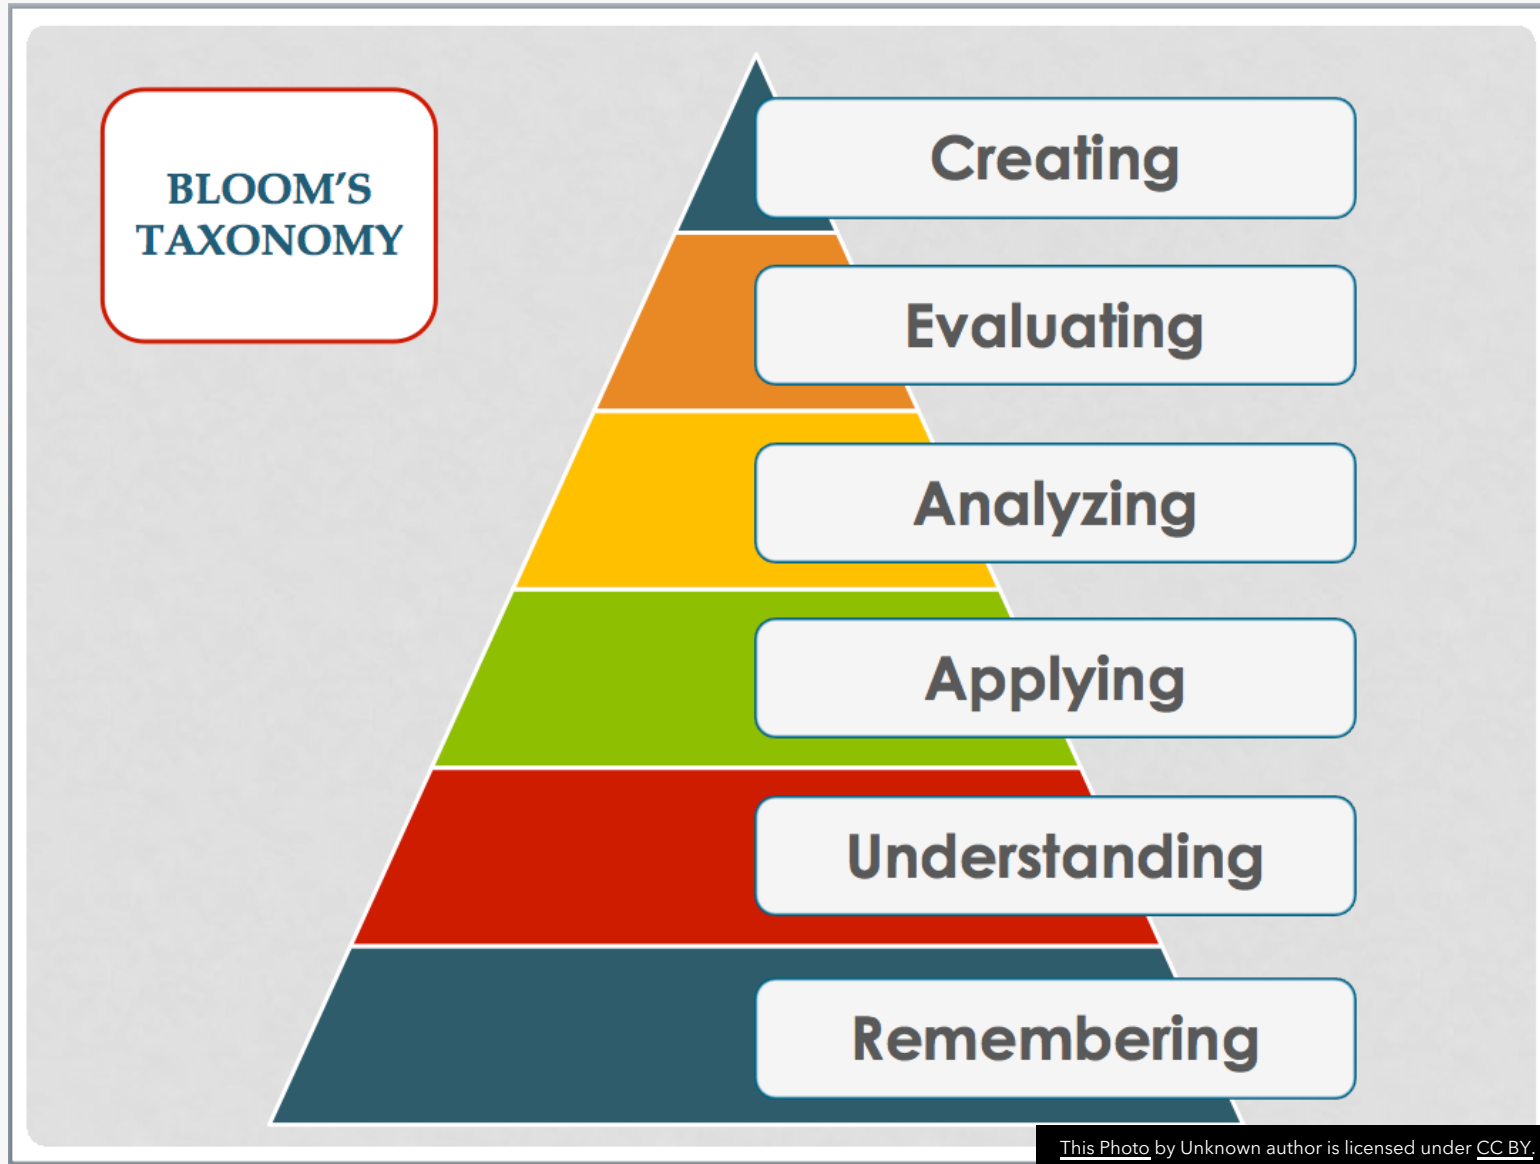 BLOOM’S
TAXONOMY
Creating
Evaluating
Analyzing
Applying
Understanding
Remembering
This Photo by Unknown author is licensed under CC BY